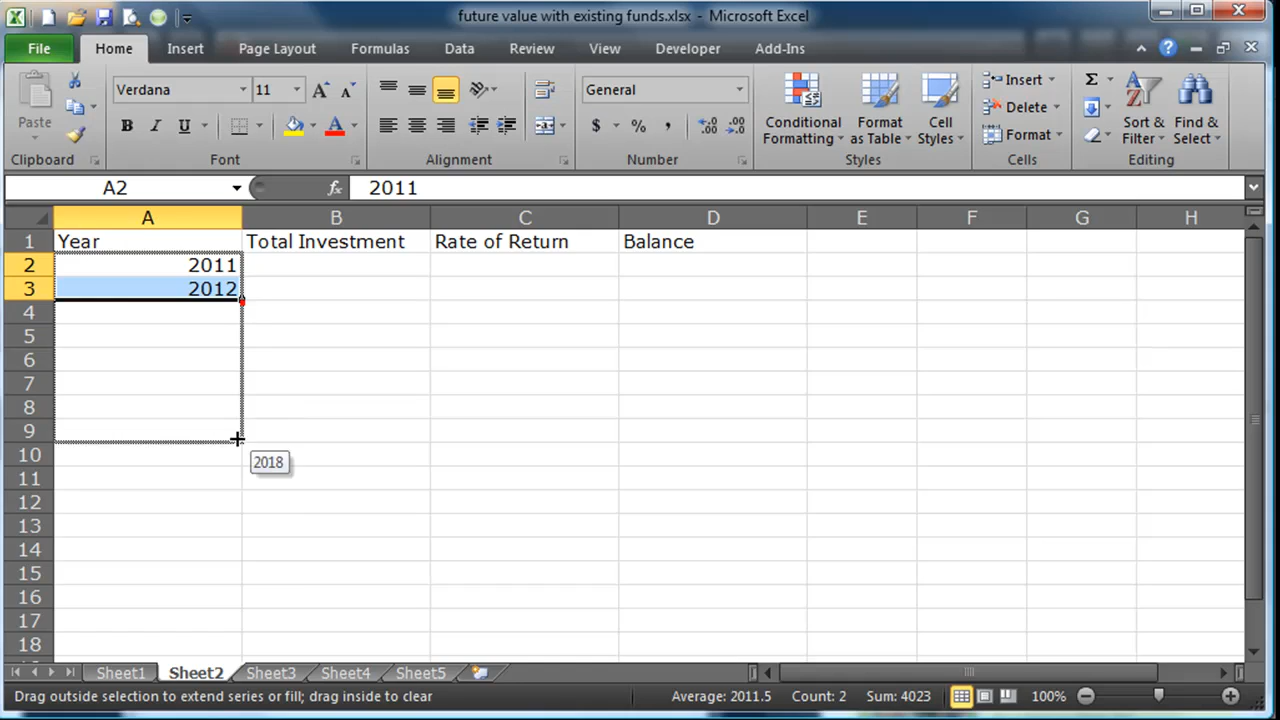 future value with existing funds.xlsx - Microsoft Excel
File Home Insert Page Layout Formulas Data Review View Developer Add-Ins
Paste
Clipboard
Verdana 11
B I U
Font
Alignment
General
$ % ,
Number
Conditional Formatting
Format as Table
Cell Styles
Styles
Insert
Delete
Format
Cells
Sort & Filter
Find & Select
Editing
A2 fx 2011
A B C D E F G H
1 Year Total Investment Rate of Return Balance
2 2011
3 2012
4
5
6
7
8
9
2018
10
11
12
13
14
15
16
17
18
Sheet1 Sheet2 Sheet3 Sheet4 Sheet5
Drag outside selection to extend series or fill; drag inside to clear Average: 2011.5 Count: 2 Sum: 4023 100%